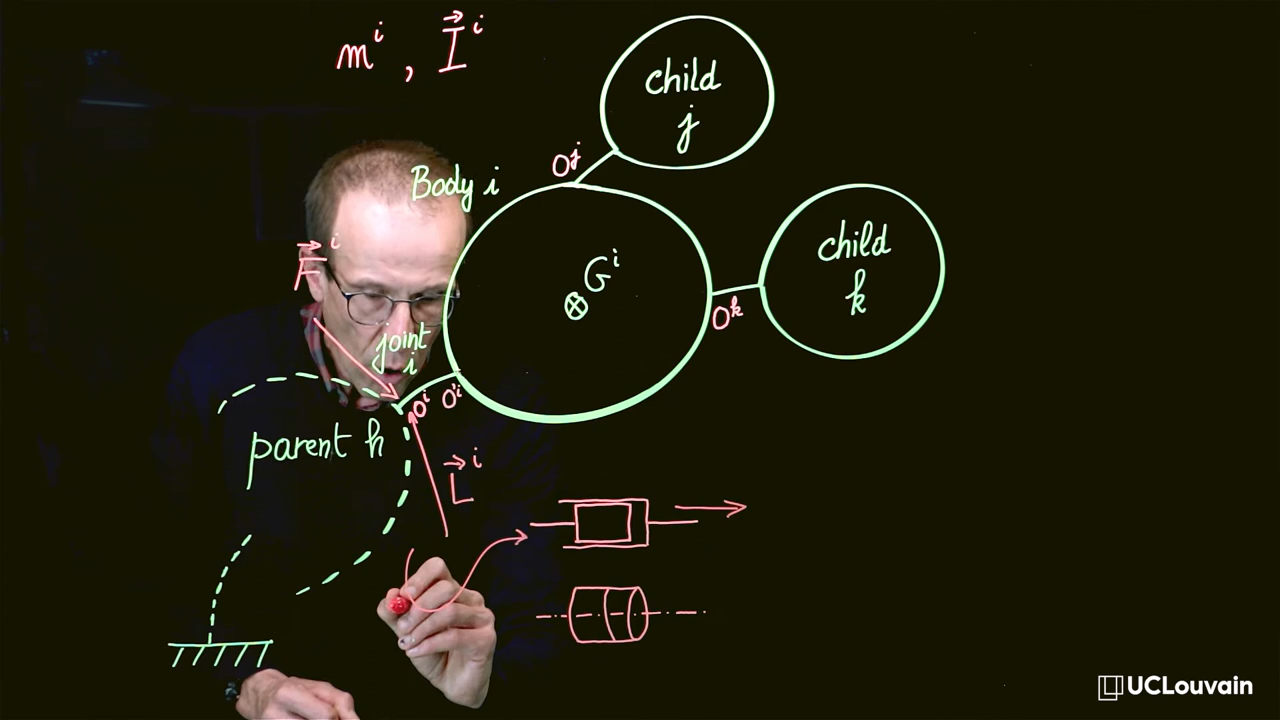 m^i , I⃗^i
child
j
O^j
Body i
F⃗^i
G^i
child
k
O^k
joint
i
O^i O'^i
parent h
L⃗^i
UCLouvain